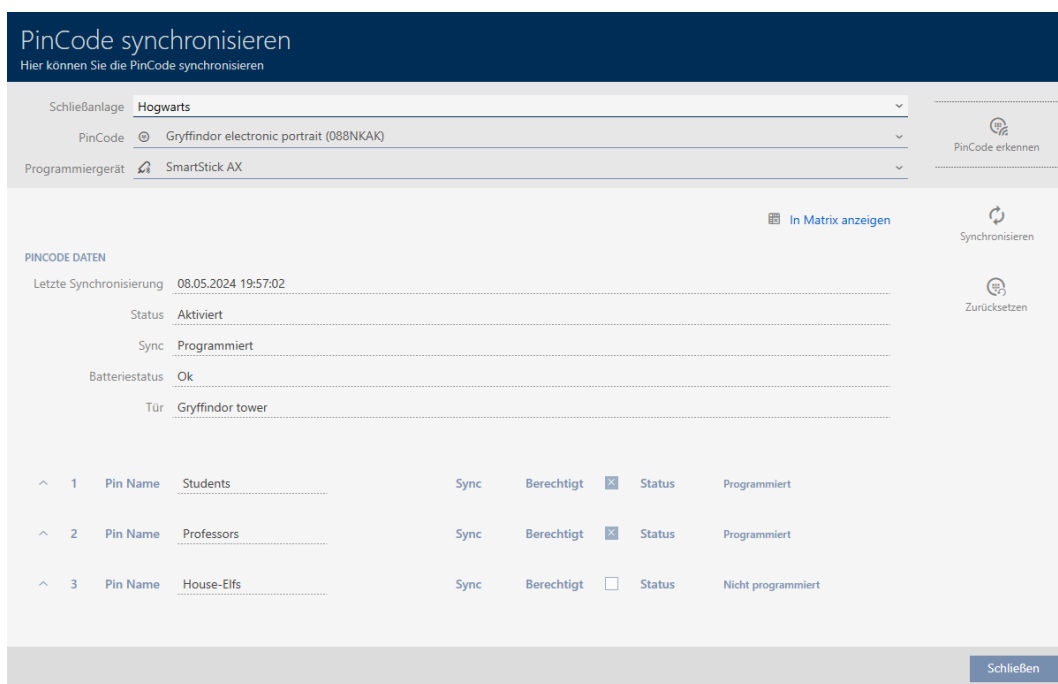 PinCode synchronisieren
Hier können Sie die PinCode synchronisieren
Schließanlage Hogwarts
PinCode Gryffindor electronic portrait (088NKAK)
Programmiergerät SmartStick AX
PinCode erkennen
In Matrix anzeigen
Synchronisieren
Zurücksetzen
PINCODE DATEN
Letzte Synchronisierung 08.05.2024 19:57:02
Status Aktiviert
Sync Programmiert
Batteriestatus Ok
Tür Gryffindor tower
1 Pin Name Students Sync Berechtigt Status Programmiert
2 Pin Name Professors Sync Berechtigt Status Programmiert
3 Pin Name House-Elfs Sync Berechtigt Status Nicht programmiert
Schließen